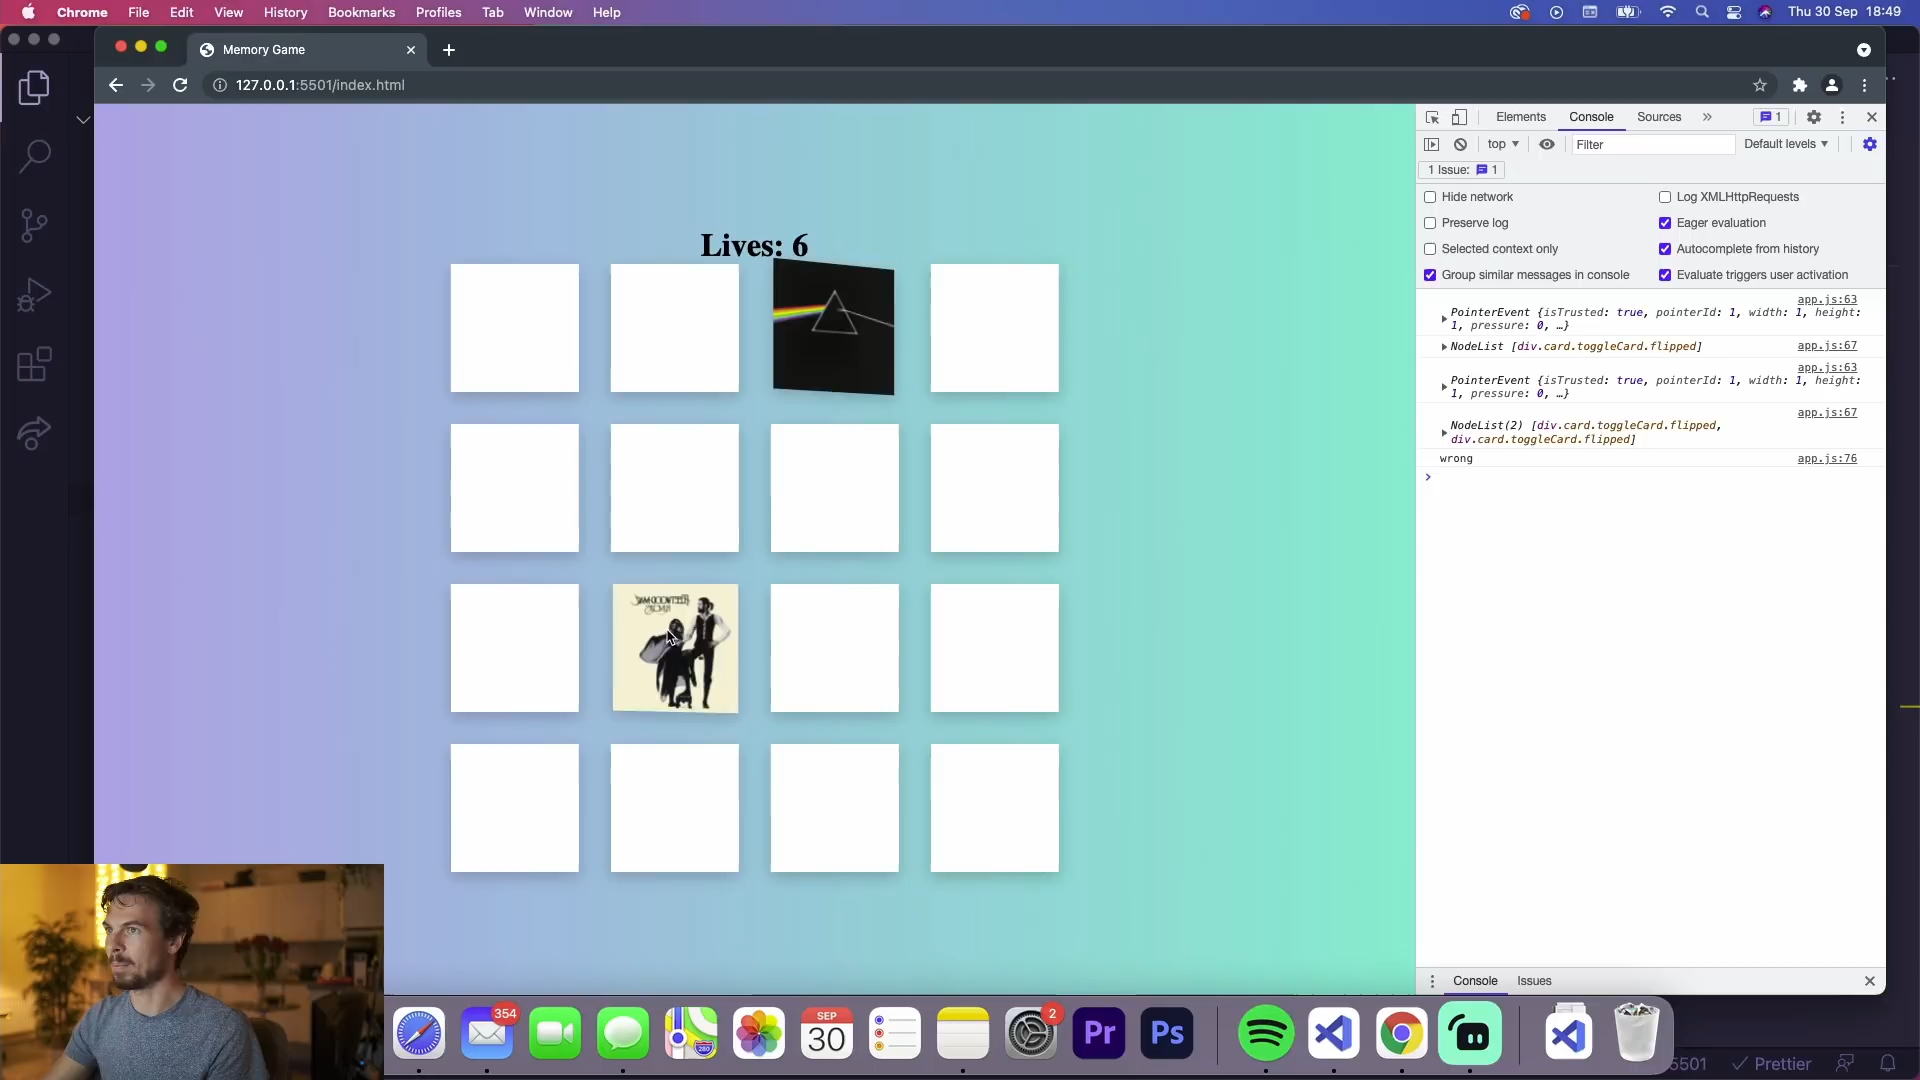 Chrome File Edit View History Bookmarks Profiles Tab Window Help Thu 30 Sep 18:49
Memory Game
127.0.0.1:5501/index.html
Elements Console Sources 1
top Filter Default levels
1 Issue: 1
Hide network Log XMLHttpRequests
Preserve log Eager evaluation
Selected context only Autocomplete from history
Group similar messages in console Evaluate triggers user activation
Lives: 6
app.js:63
PointerEvent {isTrusted: true, pointerId: 1, width: 1, height:
1, pressure: 0, …}
NodeList [div.card.toggleCard.flipped] app.js:67
app.js:63
PointerEvent {isTrusted: true, pointerId: 1, width: 1, height:
1, pressure: 0, …}
app.js:67
NodeList(2) [div.card.toggleCard.flipped,
div.card.toggleCard.flipped]
wrong app.js:76
Console Issues
354 SEP 30 280 2 Pr Ps
5501 Prettier